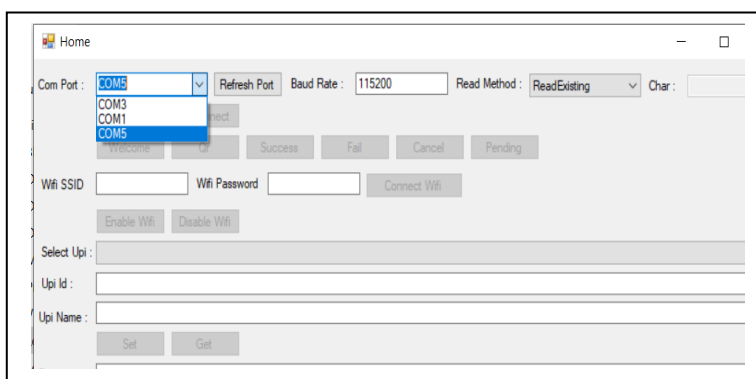 Home
Com Port : COM5 Refresh Port Baud Rate : 115200 Read Method : ReadExisting Char :
COM3
COM1
COM5
Welcome Success Fail Cancel Pending
Wifi SSID Wifi Password Connect Wifi
Enable Wifi Disable Wifi
Select Upi :
Upi Id :
Upi Name :
Set Get